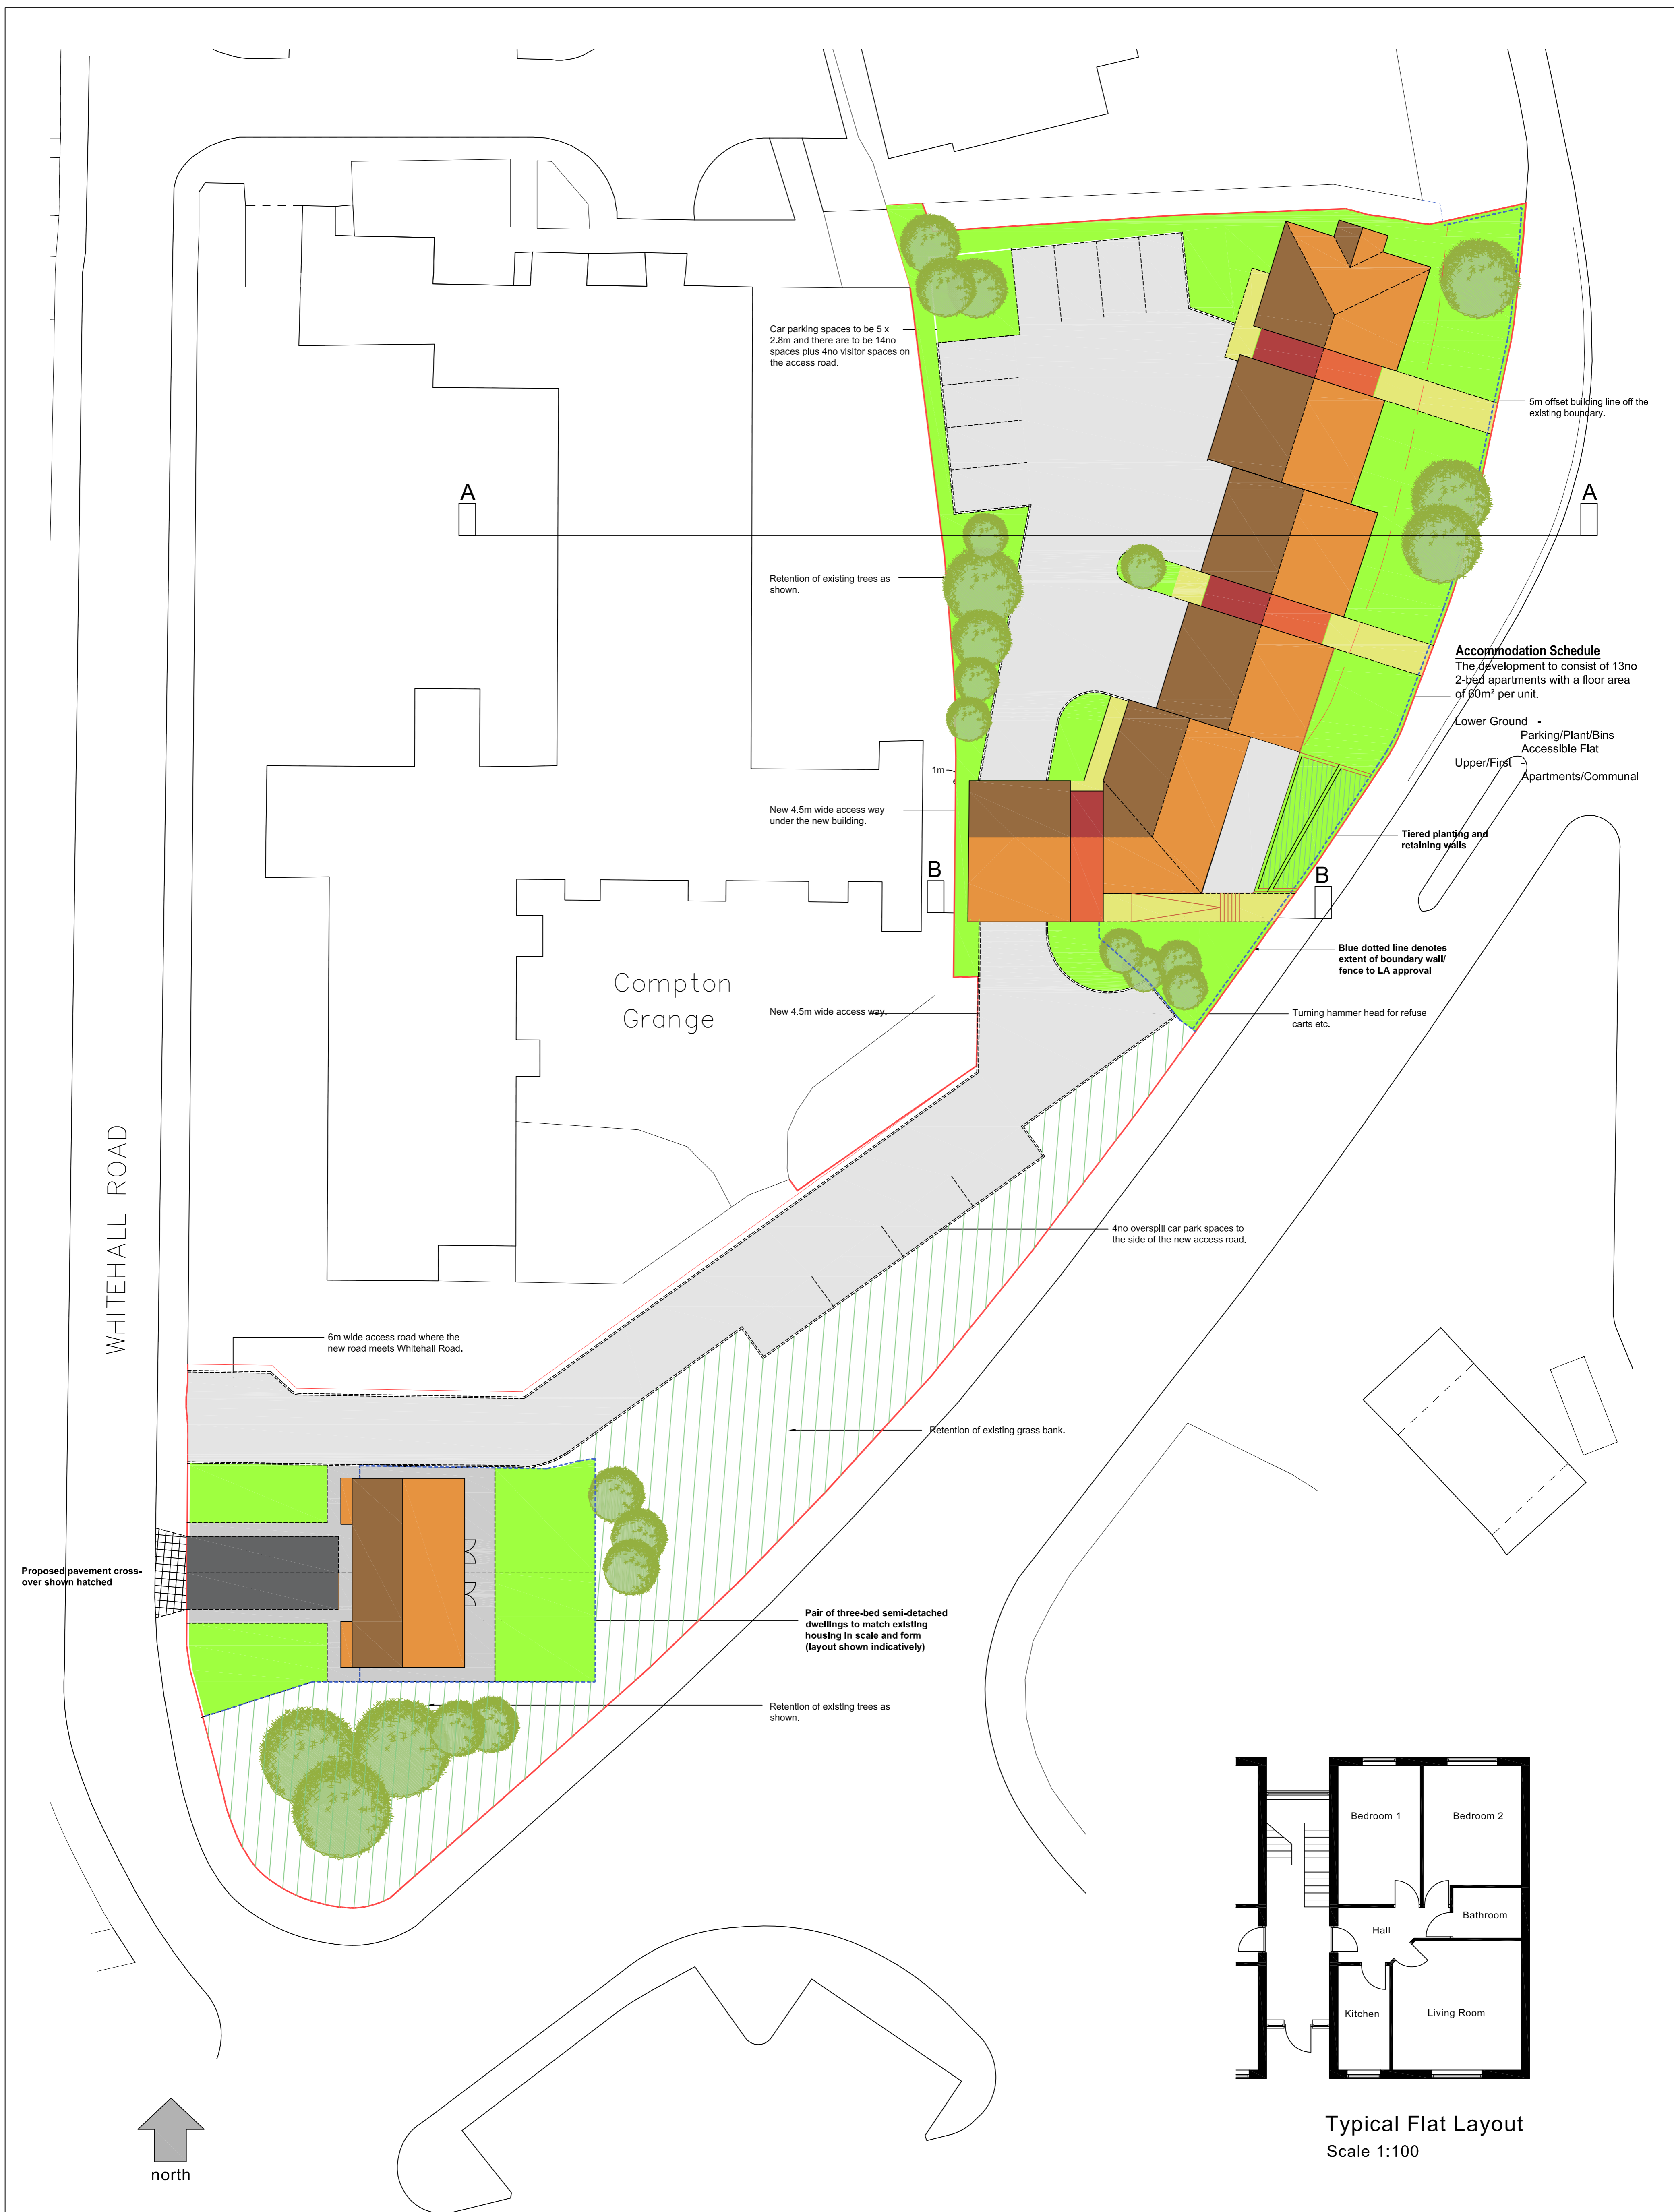 Car parking spaces to be 5 x
2.8m and there are to be 14no
spaces plus 4no visitor spaces on
the access road.
5m offset building line off the
existing boundary.
A
A
Retention of existing trees as
shown.
Accommodation Schedule
The development to consist of 13no
2-bed apartments with a floor area
of 60m² per unit.
Lower Ground -
Parking/Plant/Bins
Accessible Flat
Upper/First -
Apartments/Communal
1m
New 4.5m wide access way
under the new building.
Tiered planting and
retaining walls
B
B
Blue dotted line denotes
extent of boundary wall/
fence to LA approval
Compton
Grange
New 4.5m wide access way.
Turning hammer head for refuse
carts etc.
WHITEHALL ROAD
4no overspill car park spaces to
the side of the new access road.
6m wide access road where the
new road meets Whitehall Road.
Retention of existing grass bank.
Proposed pavement cross-
over shown hatched
Pair of three-bed semi-detached
dwellings to match existing
housing in scale and form
(layout shown indicatively)
Retention of existing trees as
shown.
Bedroom 1
Bedroom 2
Bathroom
Hall
Kitchen
Living Room
Typical Flat Layout
Scale 1:100
north